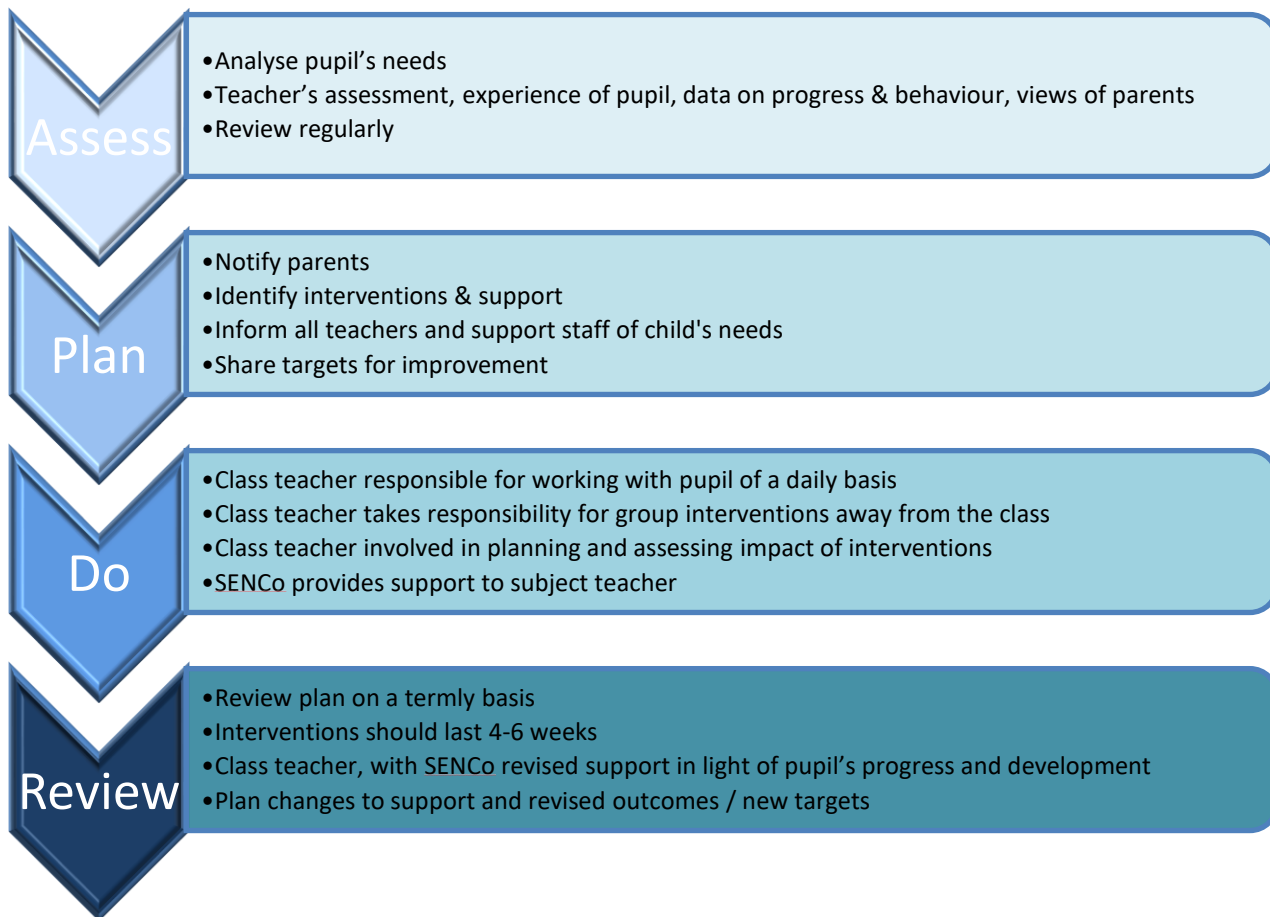 Assess
•Analyse pupil’s needs
•Teacher’s assessment, experience of pupil, data on progress & behaviour, views of parents
•Review regularly
Plan
•Notify parents
•Identify interventions & support
•Inform all teachers and support staff of child's needs
•Share targets for improvement
Do
•Class teacher responsible for working with pupil of a daily basis
•Class teacher takes responsibility for group interventions away from the class
•Class teacher involved in planning and assessing impact of interventions
•SENCo provides support to subject teacher
Review
•Review plan on a termly basis
•Interventions should last 4-6 weeks
•Class teacher, with SENCo revised support in light of pupil’s progress and development
•Plan changes to support and revised outcomes / new targets